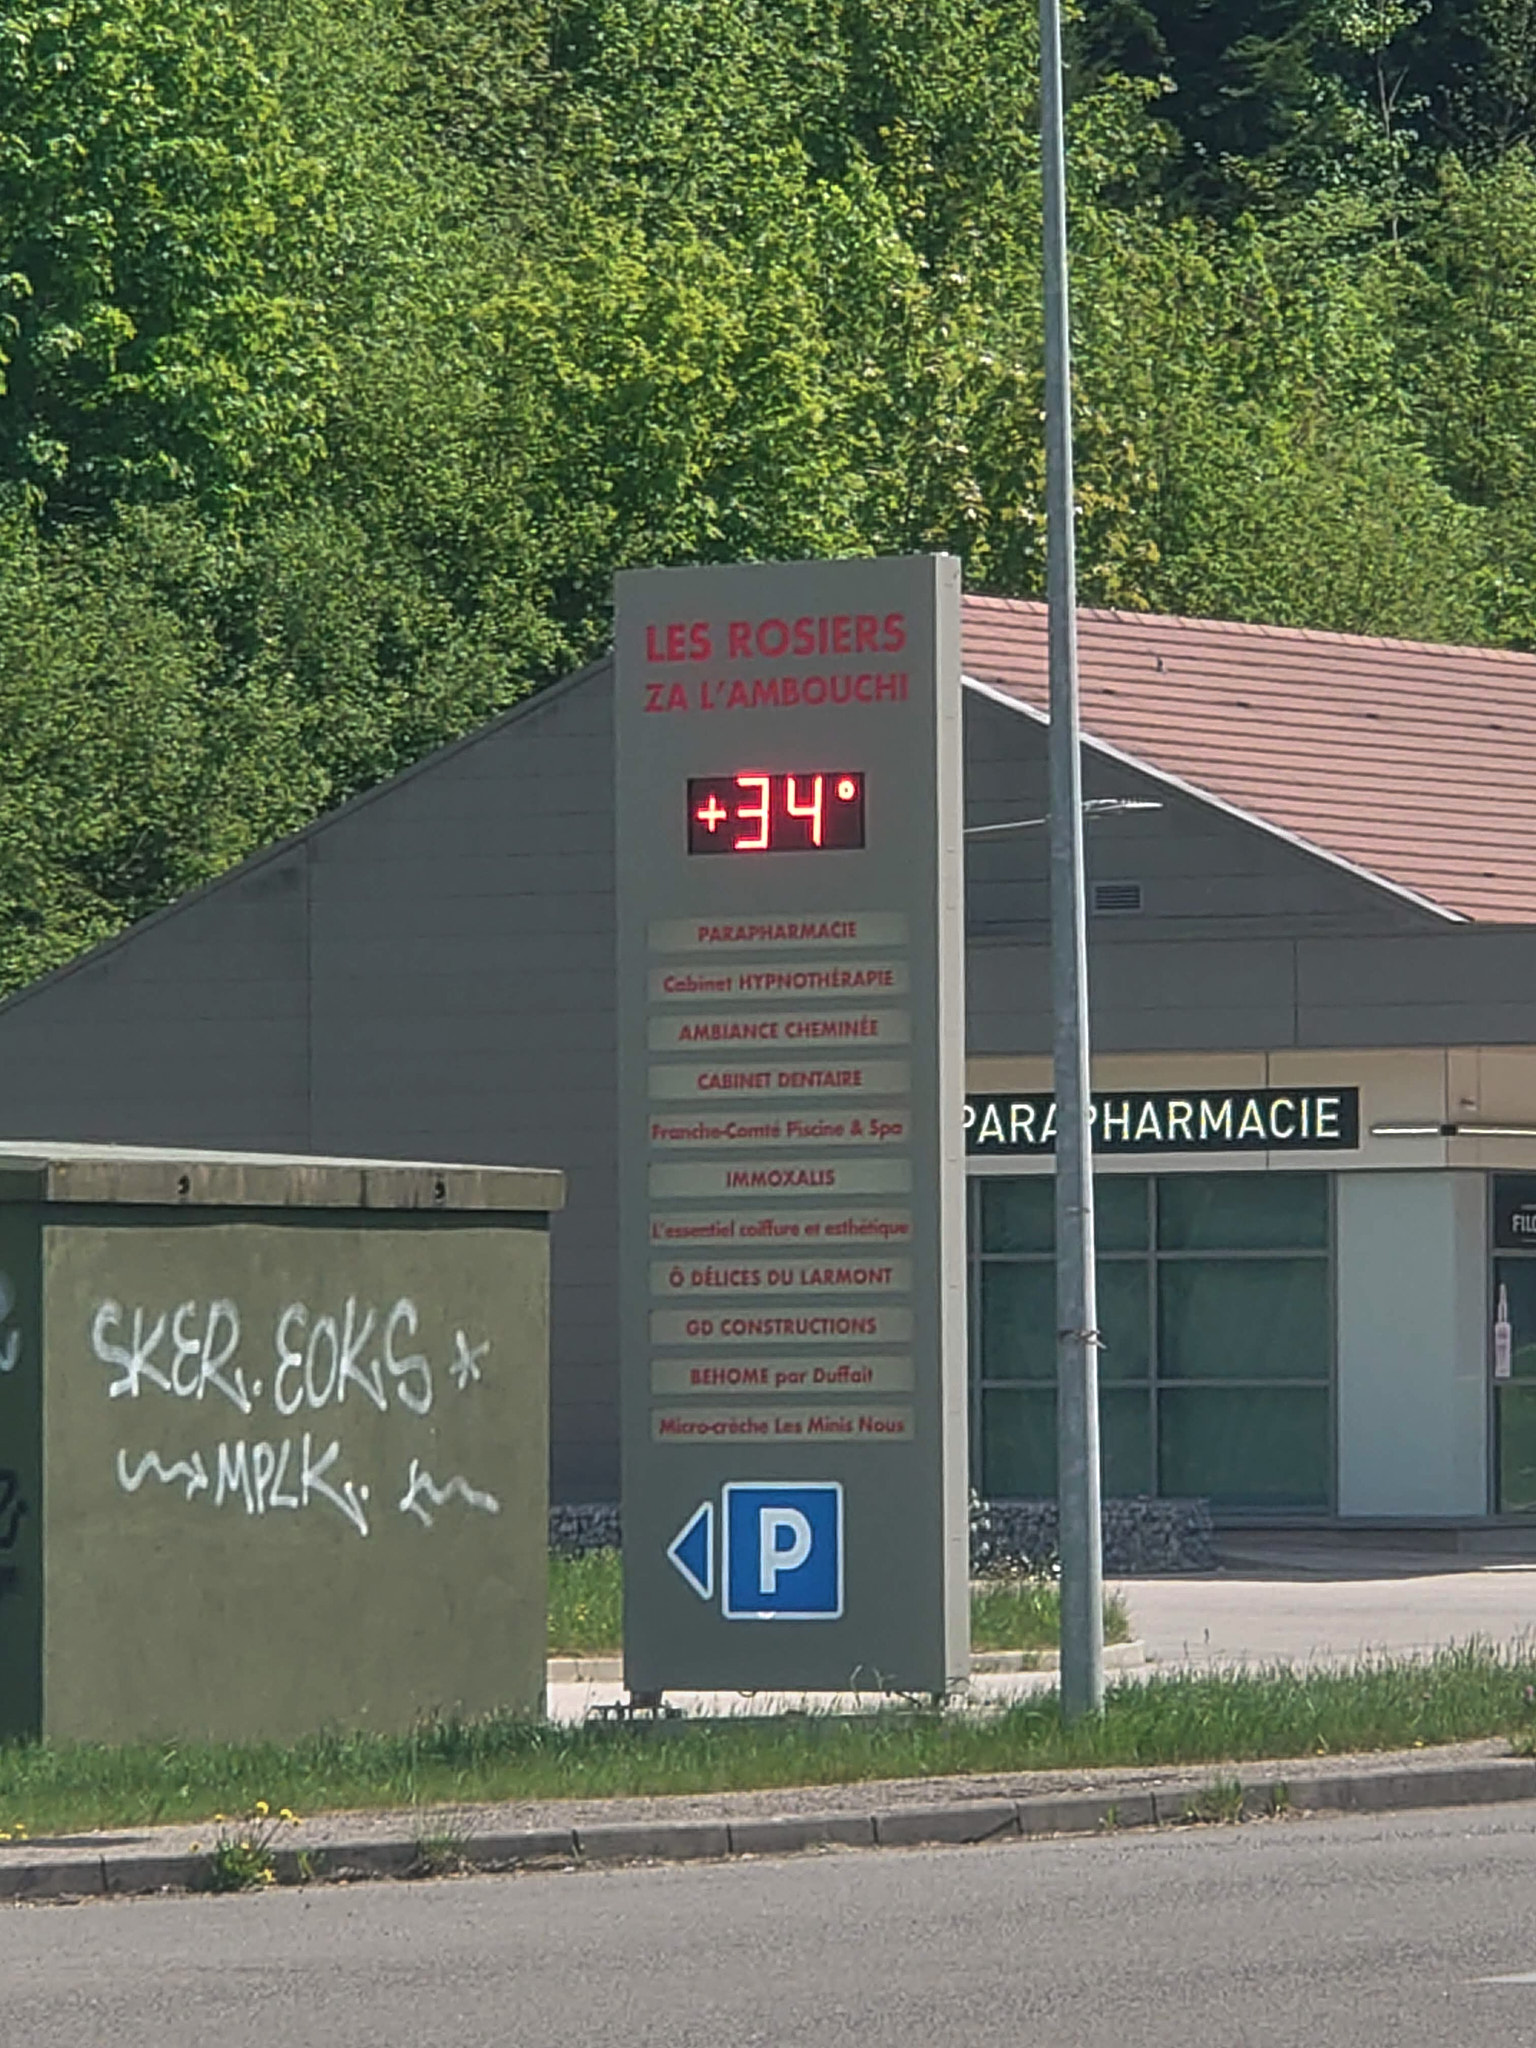 LES ROSIERS
ZA L'AMBOUCHI
+34°
PARAPHARMACIE
Cabinet HYPNOTHÉRAPIE
AMBIANCE CHEMINÉE
CABINET DENTAIRE
Franche-Comté Piscine & Spa
IMMOXALIS
L'essentiel coiffure et esthétique
Ô DÉLICES DU LARMONT
GD CONSTRUCTIONS
BEHOME par Duffait
Micro-crèche Les Minis Nous
P
PARAPHARMACIE
SKER. EOKS *
MPLK.